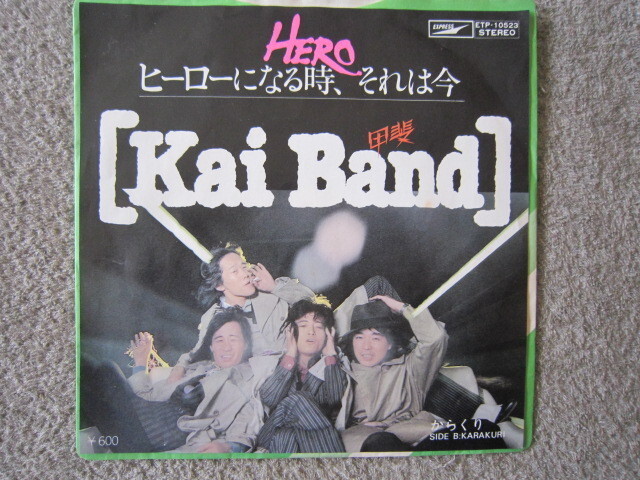 EXPRESS
ETP-10523
STEREO
HERO
ヒーローになる時、それは今
甲斐
[Kai Band]
からくり
SIDE B:KARAKURI
¥600